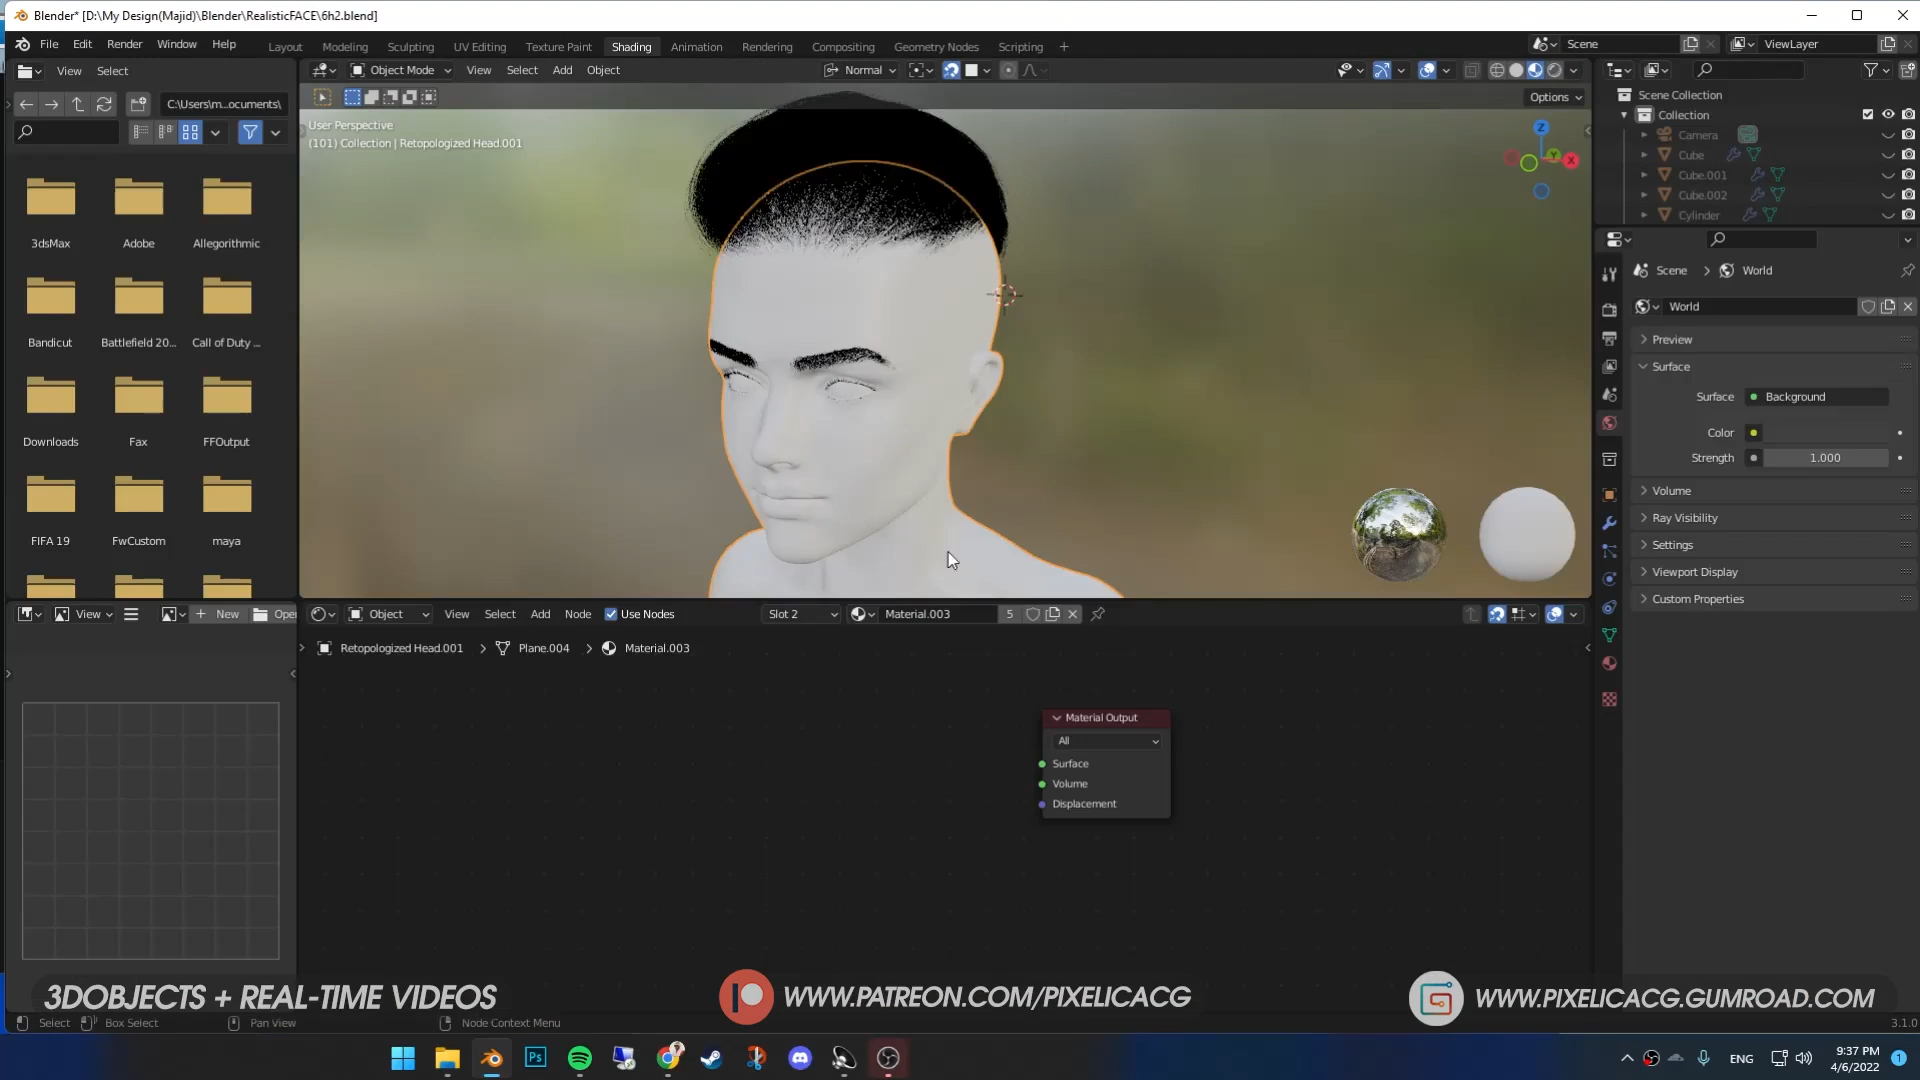 Blender* [D:\My Design(Majid)\Blender\RealisticFACE\6h2.blend]
File Edit Render Window Help Layout Modeling Sculpting UV Editing Texture Paint Shading Animation Rendering Compositing Geometry Nodes Scripting + Scene ViewLayer
View Select Object Mode View Select Add Object Normal
C:\Users\m...ocuments\ Options
User Perspective
(101) Collection | Retopologized Head.001
Scene Collection
Collection
Camera
Cube
Cube.001
Cube.002
Cylinder
Z
Y
X
3dsMax Adobe Allegorithmic
Bandicut Battlefield 20... Call of Duty ...
Downloads Fax FFOutput
FIFA 19 FwCustom maya
Scene > World
World
Preview
Surface
Surface Background
Color
Strength 1.000
Volume
Ray Visibility
Settings
Viewport Display
Custom Properties
View + New Open Object View Select Add Node Use Nodes Slot 2 Material.003 5
Retopologized Head.001 > Plane.004 > Material.003
Material Output
All
Surface
Volume
Displacement
3DOBJECTS + REAL-TIME VIDEOS WWW.PATREON.COM/PIXELICACG WWW.PIXELICACG.GUMROAD.COM
Select Box Select Pan View Node Context Menu 3.1.0
Ps ENG 9:37 PM 1
4/6/2022